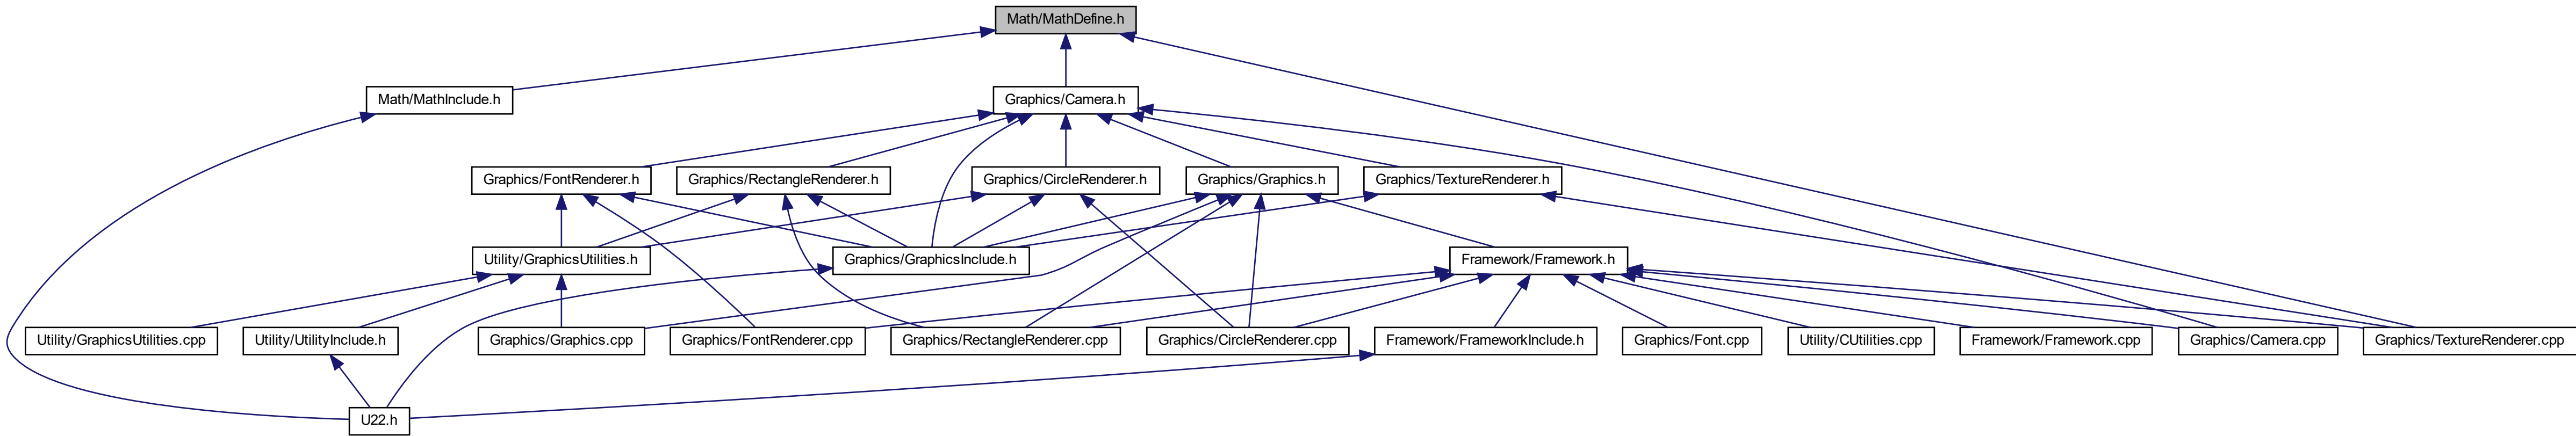 Math/MathDefine.h
Math/MathInclude.h
Graphics/Camera.h
Graphics/FontRenderer.h
Graphics/RectangleRenderer.h
Graphics/CircleRenderer.h
Graphics/Graphics.h
Graphics/TextureRenderer.h
Utility/GraphicsUtilities.h
Graphics/GraphicsInclude.h
Framework/Framework.h
Utility/GraphicsUtilities.cpp
Utility/UtilityInclude.h
Graphics/Graphics.cpp
Graphics/FontRenderer.cpp
Graphics/RectangleRenderer.cpp
Graphics/CircleRenderer.cpp
Framework/FrameworkInclude.h
Graphics/Font.cpp
Utility/CUtilities.cpp
Framework/Framework.cpp
Graphics/Camera.cpp
Graphics/TextureRenderer.cpp
U22.h